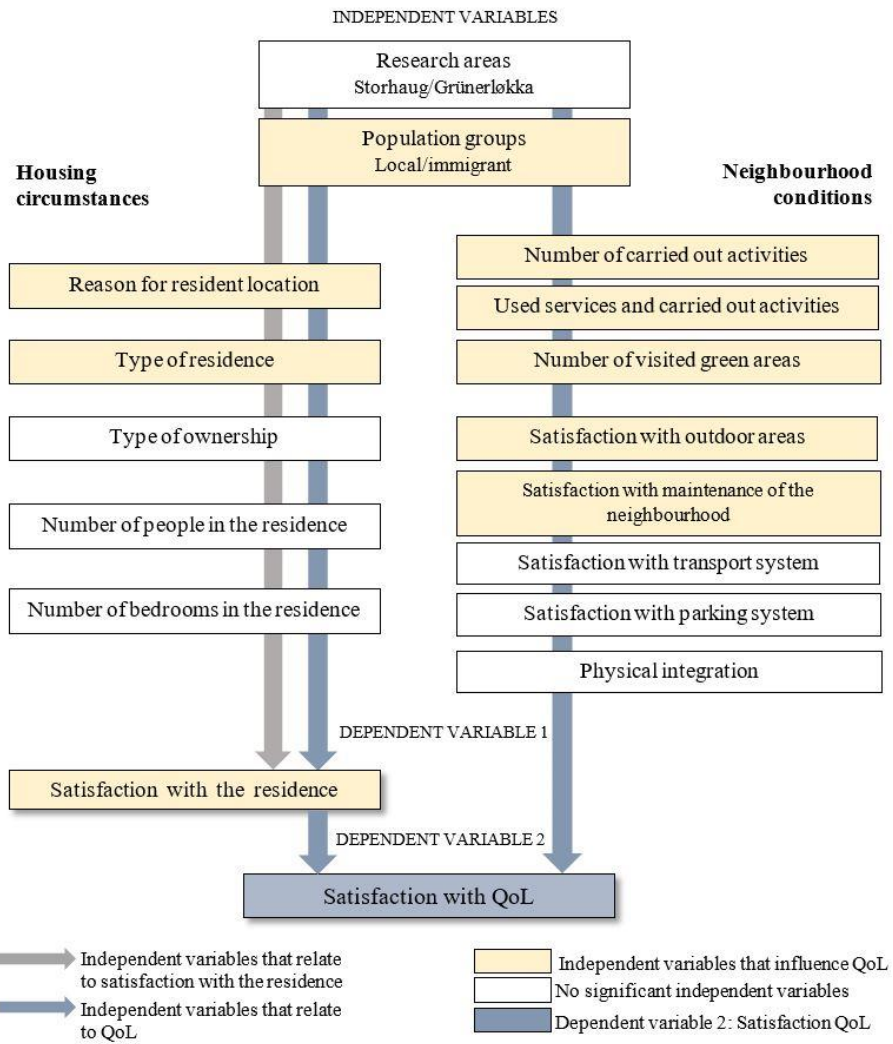 INDEPENDENT VARIABLES
Research areas
Storhaug/Grünerløkka
Population groups
Local/immigrant
Housing
circumstances
Neighbourhood
conditions
Reason for resident location
Type of residence
Type of ownership
Number of people in the residence
Number of bedrooms in the residence
Number of carried out activities
Used services and carried out activities
Number of visited green areas
Satisfaction with outdoor areas
Satisfaction with maintenance of the
neighbourhood
Satisfaction with transport system
Satisfaction with parking system
Physical integration
DEPENDENT VARIABLE 1
Satisfaction with the residence
DEPENDENT VARIABLE 2
Satisfaction with QoL
Independent variables that relate
to satisfaction with the residence
Independent variables that relate
to QoL
Independent variables that influence QoL
No significant independent variables
Dependent variable 2: Satisfaction QoL